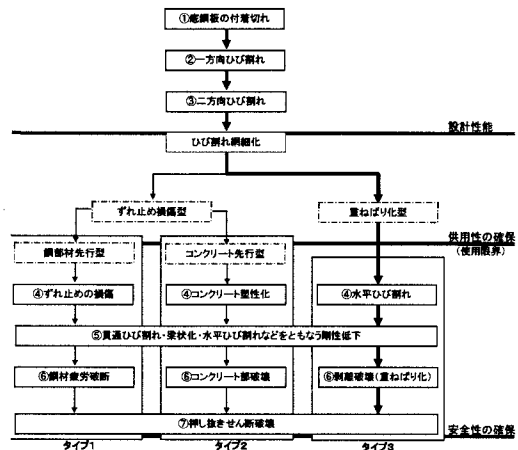 ①底鋼板の付着切れ
②一方向ひび割れ
③二方向ひび割れ
設計性能
ひび割れ網細化
ずれ止め損傷型
重ねばり化型
供用性の確保
(使用限界)
鋼部材先行型
コンクリート先行型
④ずれ止めの損傷
④コンクリート塑性化
④水平ひび割れ
⑤貫通ひび割れ・梁状化・水平ひび割れなどをともなう剛性低下
⑥鋼材疲労破断
⑥コンクリート部破壊
⑥剥離破壊(重ねばり化)
⑦押し抜きせん断破壊
安全性の確保
タイプ1
タイプ2
タイプ3